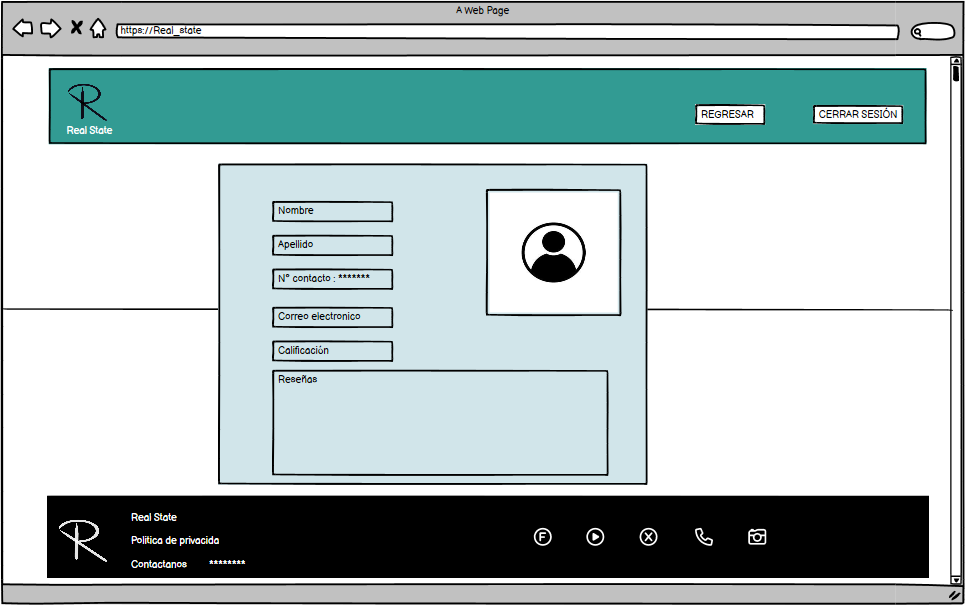 A Web Page
https://Real_state
Real State
REGRESAR
CERRAR SESIÓN
Nombre
Apellido
N° contacto : *******
Correo electronico
Calificación
Reseñas
Real State
Politica de privacida
Contactanos ********